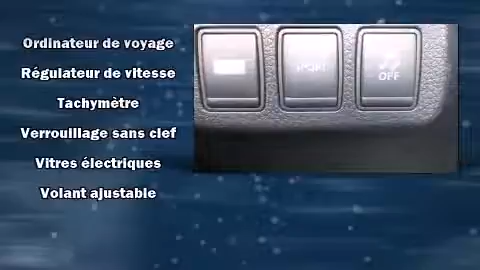 Ordinateur de voyage
Régulateur de vitesse
Tachymètre
Verrouillage sans clef
Vitres électriques
Volant ajustable
SPORT
OFF